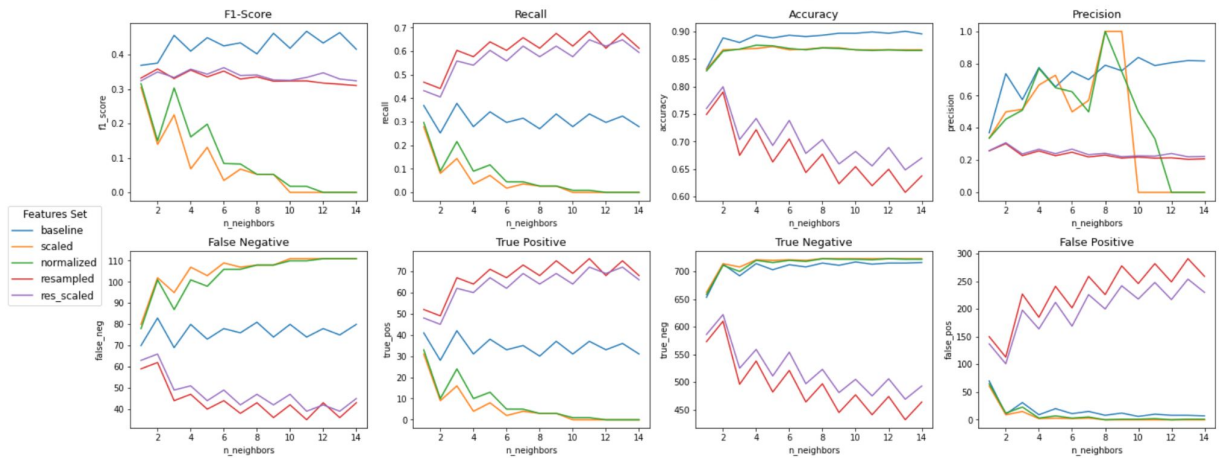 F1-Score
Recall
Accuracy
Precision
f1_score
0.4
0.3
0.2
0.1
0.0
2 4 6 8 10 12 14
n_neighbors
recall
0.7
0.6
0.5
0.4
0.3
0.2
0.1
0.0
2 4 6 8 10 12 14
n_neighbors
accuracy
0.90
0.85
0.80
0.75
0.70
0.65
0.60
2 4 6 8 10 12 14
n_neighbors
precision
1.0
0.8
0.6
0.4
0.2
0.0
2 4 6 8 10 12 14
n_neighbors
Features Set
baseline
scaled
normalized
resampled
res_scaled
False Negative
True Positive
True Negative
False Positive
false_neg
110
100
90
80
70
60
50
40
2 4 6 8 10 12 14
n_neighbors
true_pos
70
60
50
40
30
20
10
0
2 4 6 8 10 12 14
n_neighbors
true_neg
700
650
600
550
500
450
2 4 6 8 10 12 14
n_neighbors
false_pos
300
250
200
150
100
50
0
2 4 6 8 10 12 14
n_neighbors